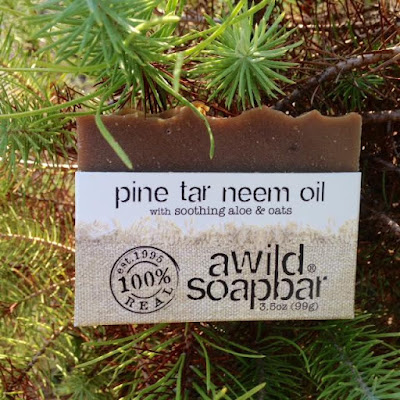 pine tar neem oil
with soothing aloe & oats
est. 1995
100%
REAL
a wild®
soapbar
3.5oz (99g)